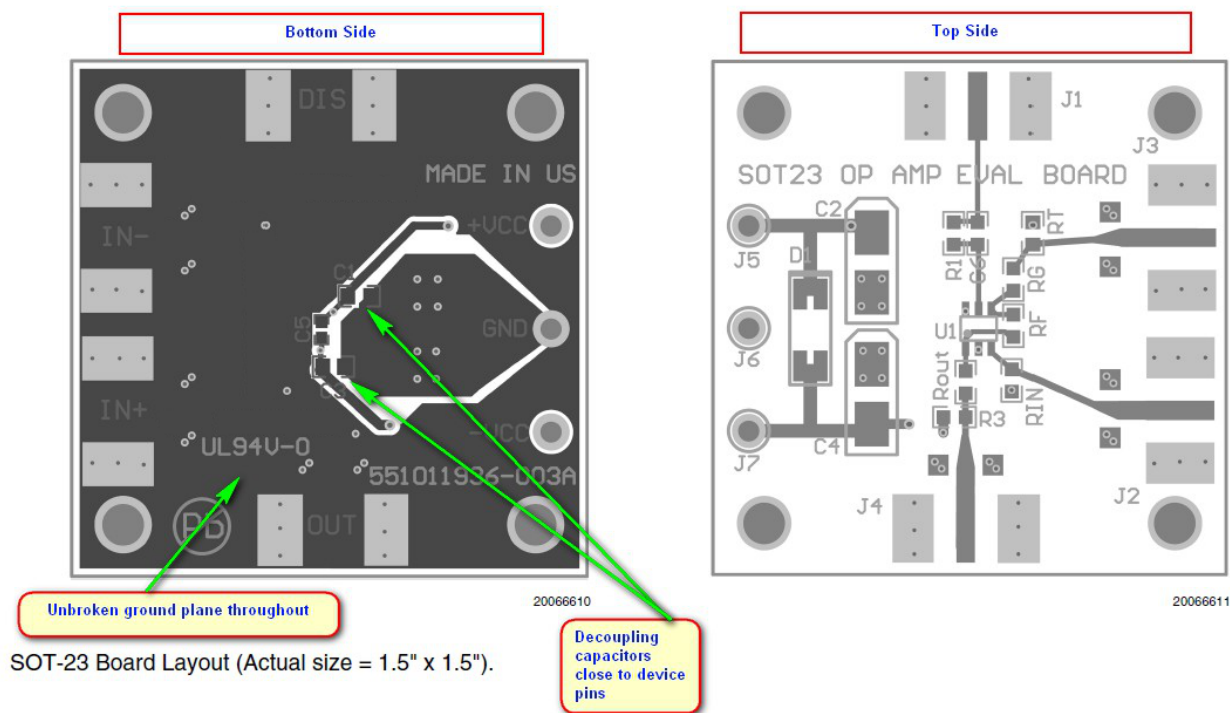 Bottom Side
DIS
MADE IN US
+VCC
IN-
C1
C5
GND
C3
IN+
-VCC
UL94V-0
551011936-003A
PB
OUT
Unbroken ground plane throughout
20066610
Decoupling
capacitors
close to device
pins
SOT-23 Board Layout (Actual size = 1.5" x 1.5").
Top Side
J1
J3
SOT23 OP AMP EVAL BOARD
C2
RT
J5
D1
R1
C6
RG
U1
RF
J6
Rout
RIN
R3
C4
J7
J4
J2
20066611